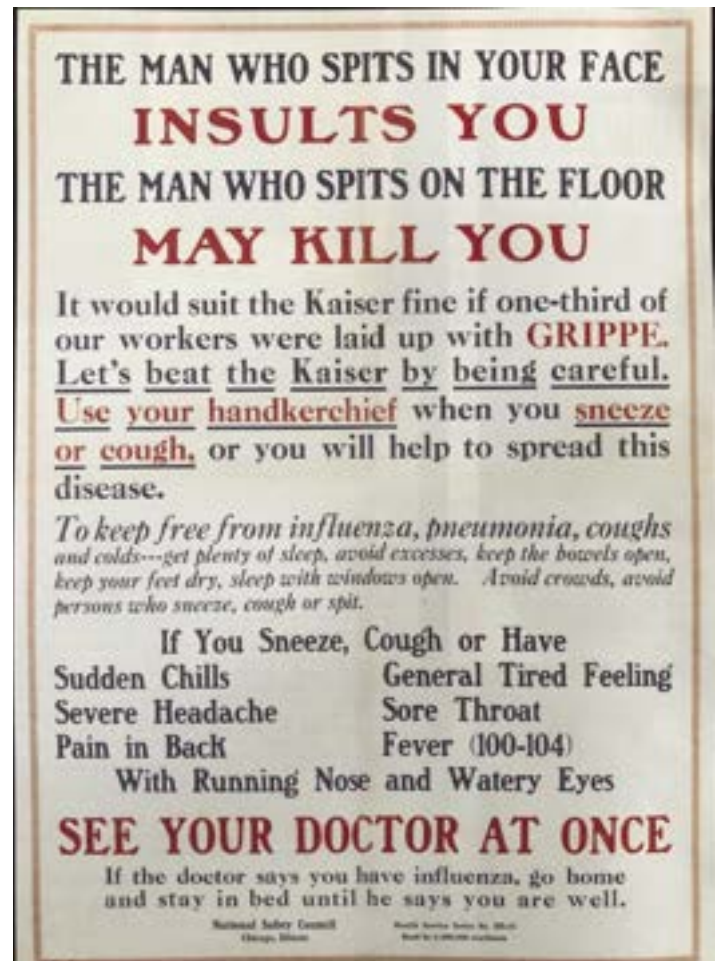 THE MAN WHO SPITS IN YOUR FACE
INSULTS YOU
THE MAN WHO SPITS ON THE FLOOR
MAY KILL YOU
It would suit the Kaiser fine if one-third of
our workers were laid up with GRIPPE.
Let's beat the Kaiser by being careful.
Use your handkerchief when you sneeze
or cough, or you will help to spread this
disease.
To keep free from influenza, pneumonia, coughs
and colds---get plenty of sleep, avoid excesses, keep the bowels open,
keep your feet dry, sleep with windows open. Avoid crowds, avoid
persons who sneeze, cough or spit.
If You Sneeze, Cough or Have
Sudden Chills General Tired Feeling
Severe Headache Sore Throat
Pain in Back Fever (100-104)
With Running Nose and Watery Eyes
SEE YOUR DOCTOR AT ONCE
If the doctor says you have influenza, go home
and stay in bed until he says you are well.
National Safety Council
Chicago, Illinois